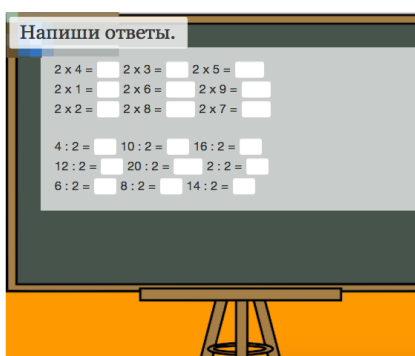 Напиши ответы.
2 x 4 = 2 x 3 = 2 x 5 =
2 x 1 = 2 x 6 = 2 x 9 =
2 x 2 = 2 x 8 = 2 x 7 =
4 : 2 = 10 : 2 = 16 : 2 =
12 : 2 = 20 : 2 = 2 : 2 =
6 : 2 = 8 : 2 = 14 : 2 =